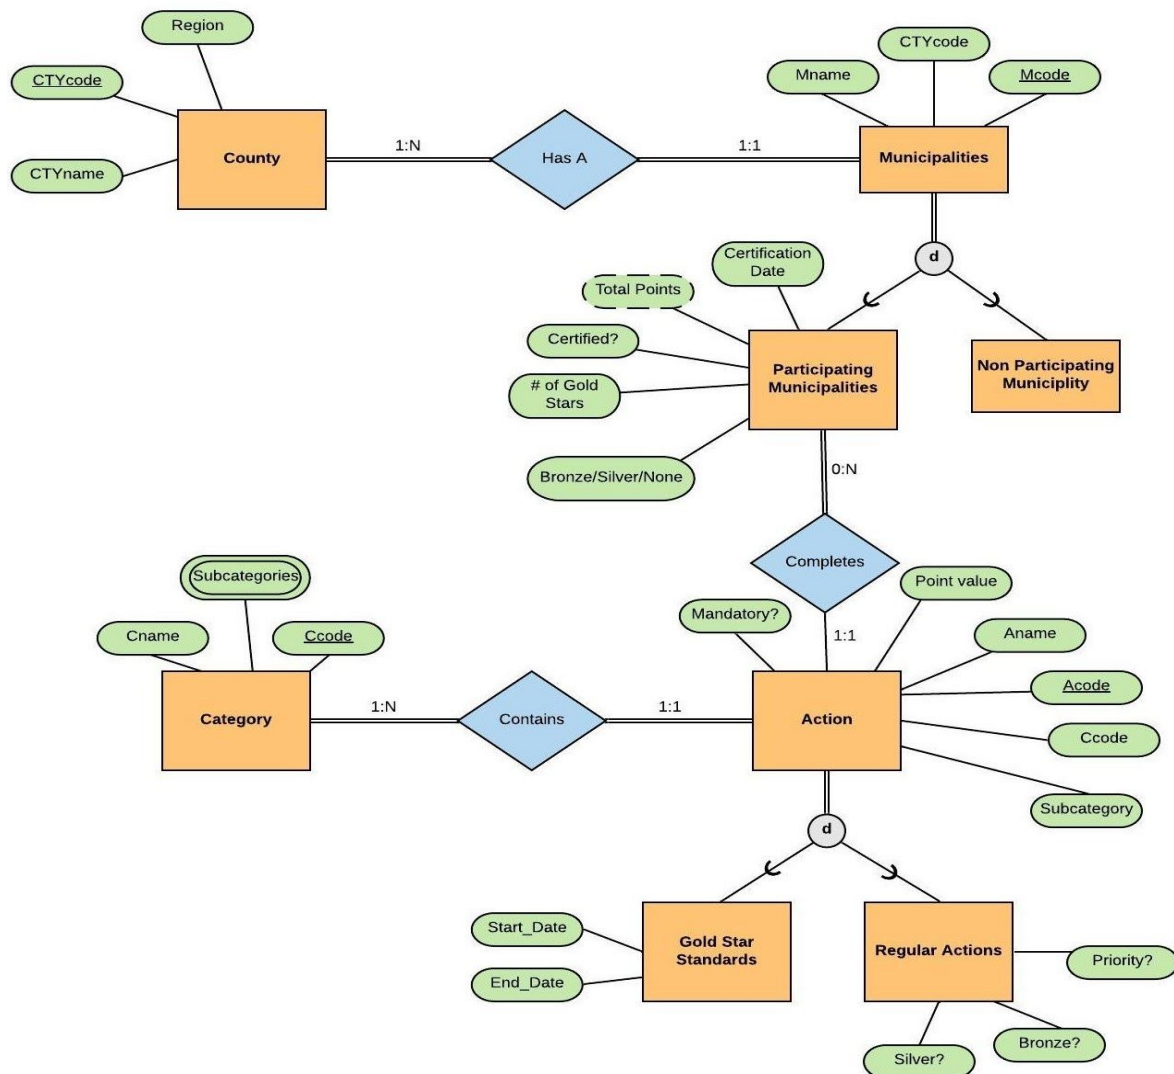 Region
CTYcode
CTYcode
Mname
Mcode
County
1:N
Has A
1:1
Municipalities
CTYname
d
Certification
Date
Total Points
Certified?
Participating
Municipalities
Non Participating
Municiplity
# of Gold
Stars
Bronze/Silver/None
0:N
Completes
Subcategories
Point value
Mandatory?
Cname
Ccode
Aname
1:1
Acode
Category
1:N
Contains
1:1
Action
Ccode
Subcategory
d
Start_Date
Gold Star
Standards
Regular Actions
Priority?
End_Date
Silver?
Bronze?